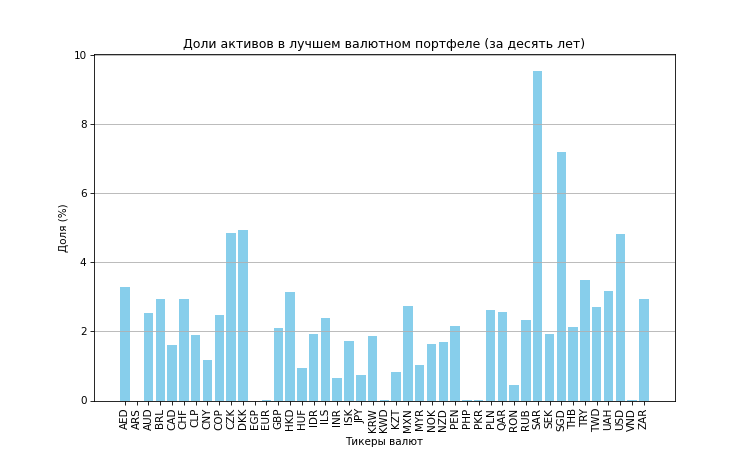 Доли активов в лучшем валютном портфеле (за десять лет)
Доля (%)
10
8
6
4
2
0
AED ARS AUD BRL CAD CHF CLP CNY COP CZK DKK EGP EUR GBP HKD HUF IDR ILS INR ISK JPY KRW KWD KZT MXN MYR NOK NZD PEN PHP PKR PLN QAR RON RUB SAR SEK SGD THB TRY TWD UAH USD VND ZAR
Тикеры валют